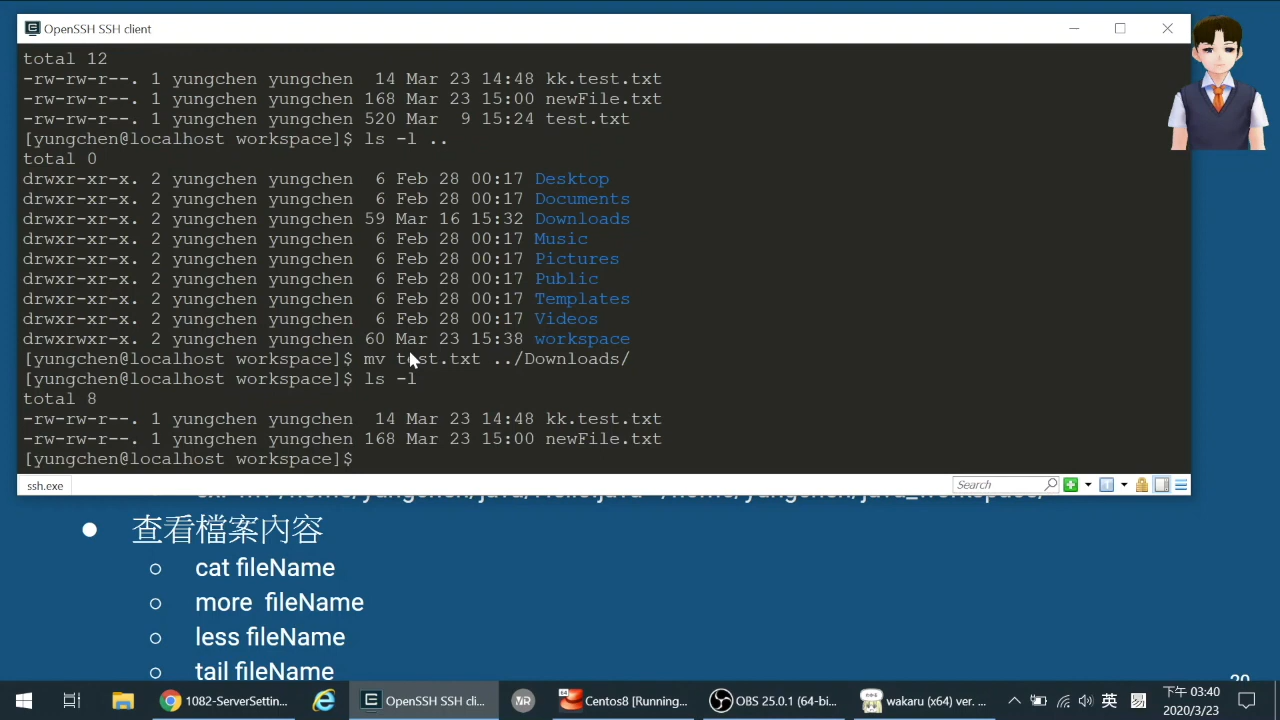 OpenSSH SSH client
total 12
-rw-rw-r--. 1 yungchen yungchen  14 Mar 23 14:48 kk.test.txt
-rw-rw-r--. 1 yungchen yungchen 168 Mar 23 15:00 newFile.txt
-rw-rw-r--. 1 yungchen yungchen 520 Mar  9 15:24 test.txt
[yungchen@localhost workspace]$ ls -l ..
total 0
drwxr-xr-x. 2 yungchen yungchen  6 Feb 28 00:17 Desktop
drwxr-xr-x. 2 yungchen yungchen  6 Feb 28 00:17 Documents
drwxr-xr-x. 2 yungchen yungchen 59 Mar 16 15:32 Downloads
drwxr-xr-x. 2 yungchen yungchen  6 Feb 28 00:17 Music
drwxr-xr-x. 2 yungchen yungchen  6 Feb 28 00:17 Pictures
drwxr-xr-x. 2 yungchen yungchen  6 Feb 28 00:17 Public
drwxr-xr-x. 2 yungchen yungchen  6 Feb 28 00:17 Templates
drwxr-xr-x. 2 yungchen yungchen  6 Feb 28 00:17 Videos
drwxrwxr-x. 2 yungchen yungchen 60 Mar 23 15:38 workspace
[yungchen@localhost workspace]$ mv test.txt ../Downloads/
[yungchen@localhost workspace]$ ls -l
total 8
-rw-rw-r--. 1 yungchen yungchen  14 Mar 23 14:48 kk.test.txt
-rw-rw-r--. 1 yungchen yungchen 168 Mar 23 15:00 newFile.txt
[yungchen@localhost workspace]$
ssh.exe
Search
查看檔案內容
cat fileName
more fileName
less fileName
tail fileName
1082-ServerSettin...
OpenSSH SSH cli...
Centos8 [Running...
OBS 25.0.1 (64-bi...
wakaru (x64) ver. ...
英
下午 03:40
2020/3/23